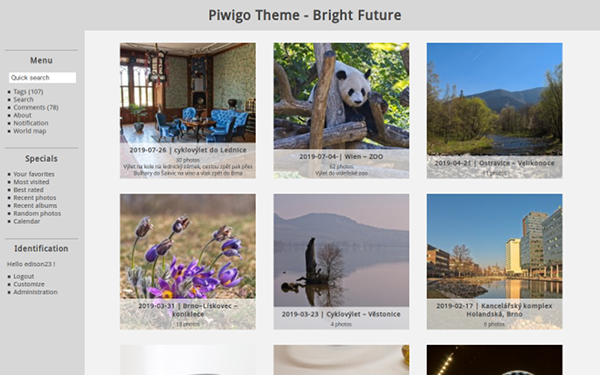 Piwigo Theme - Bright Future
Menu
Quick search
Tags (107)
Search
Comments (78)
About
Notification
World map
Specials
Your favorites
Most visited
Best rated
Recent photos
Recent albums
Random photos
Calendar
Identification
Hello edison23 !
Logout
Customize
Administration
2019-07-26 | cyklovýlet do Lednice
30 photos
Výlet na kole na lednický zámek, cestou zpět pak přes
Bulhary do Šakvic na víno a vlak zpět do Brna
2019-07-04 | Wien – ZOO
62 photos
Výlet do vídeňské zoo
2019-04-21 | Ostravice – Velikonoce
11 photos
2019-03-31 | Brno–Lískovec –
koniklece
13 photos
2019-03-23 | Cyklovýlet – Věstonice
4 photos
2019-02-17 | Kancelářský komplex
Holandská, Brno
6 photos